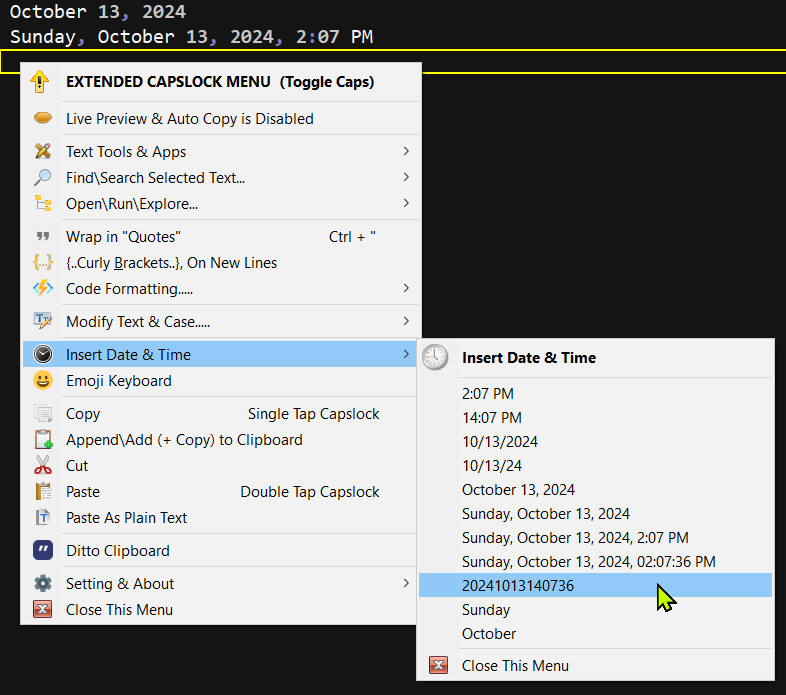 October 13, 2024
Sunday, October 13, 2024, 2:07 PM
EXTENDED CAPSLOCK MENU  (Toggle Caps)
Live Preview & Auto Copy is Disabled
Text Tools & Apps
Find\Search Selected Text...
Open\Run\Explore...
Wrap in "Quotes" Ctrl + "
{..Curly Brackets..}, On New Lines
Code Formatting.....
Modify Text & Case.....
Insert Date & Time
Emoji Keyboard
Copy Single Tap Capslock
Append\Add (+ Copy) to Clipboard
Cut
Paste Double Tap Capslock
Paste As Plain Text
Ditto Clipboard
Setting & About
Close This Menu
Insert Date & Time
2:07 PM
14:07 PM
10/13/2024
10/13/24
October 13, 2024
Sunday, October 13, 2024
Sunday, October 13, 2024, 2:07 PM
Sunday, October 13, 2024, 02:07:36 PM
20241013140736
Sunday
October
Close This Menu